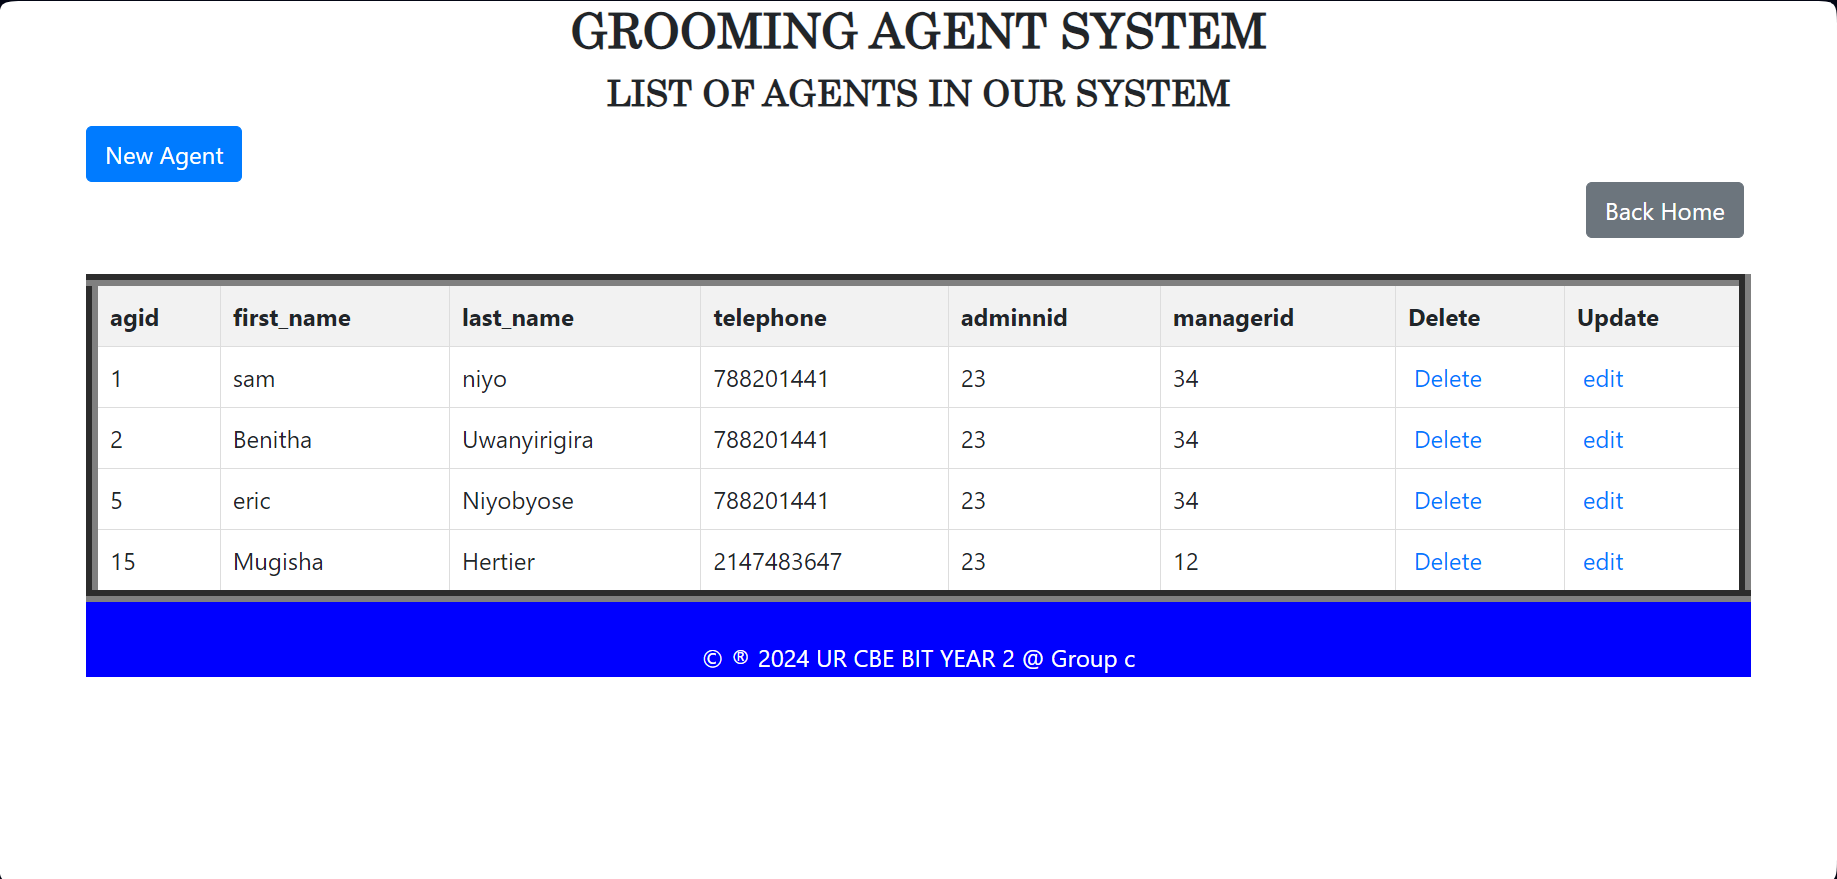 GROOMING AGENT SYSTEM
LIST OF AGENTS IN OUR SYSTEM
New Agent
Back Home
agid first_name last_name telephone adminnid managerid Delete Update
1 sam niyo 788201441 23 34 Delete edit
2 Benitha Uwanyirigira 788201441 23 34 Delete edit
5 eric Niyobyose 788201441 23 34 Delete edit
15 Mugisha Hertier 2147483647 23 12 Delete edit
© ® 2024 UR CBE BIT YEAR 2 @ Group c